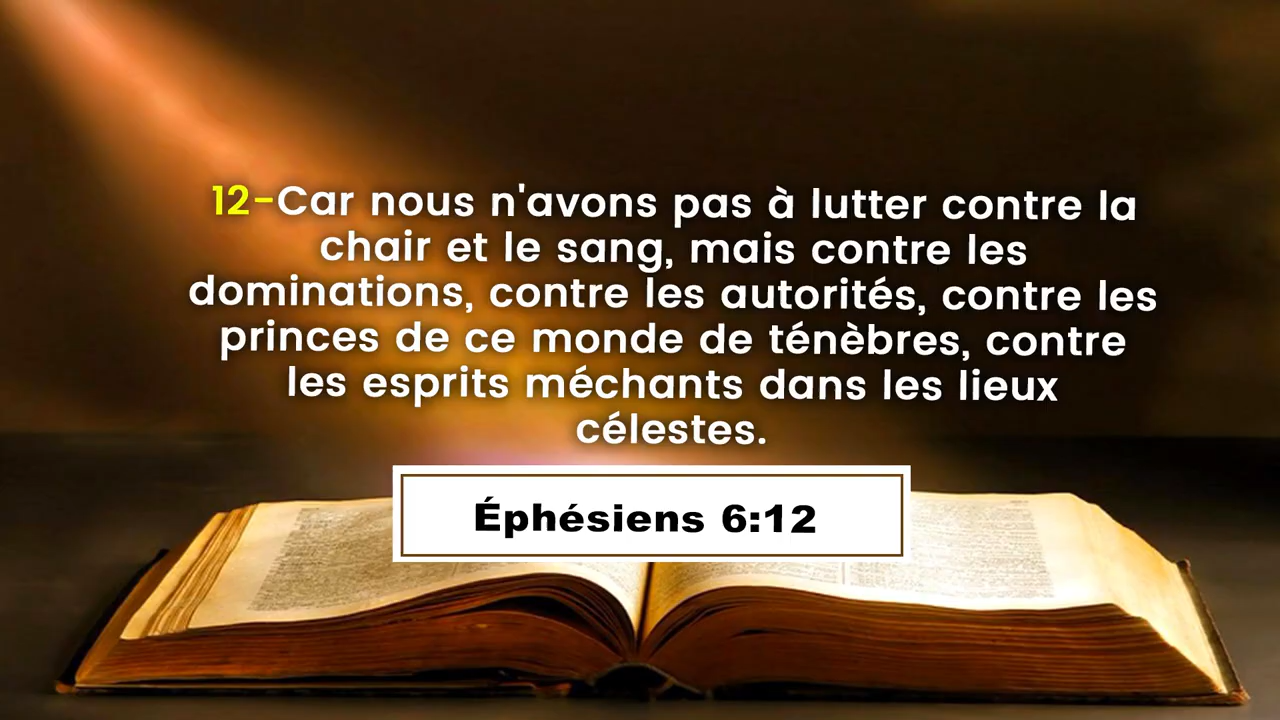 12-Car nous n'avons pas à lutter contre la
chair et le sang, mais contre les
dominations, contre les autorités, contre les
princes de ce monde de ténèbres, contre
les esprits méchants dans les lieux
célestes.
Éphésiens 6:12